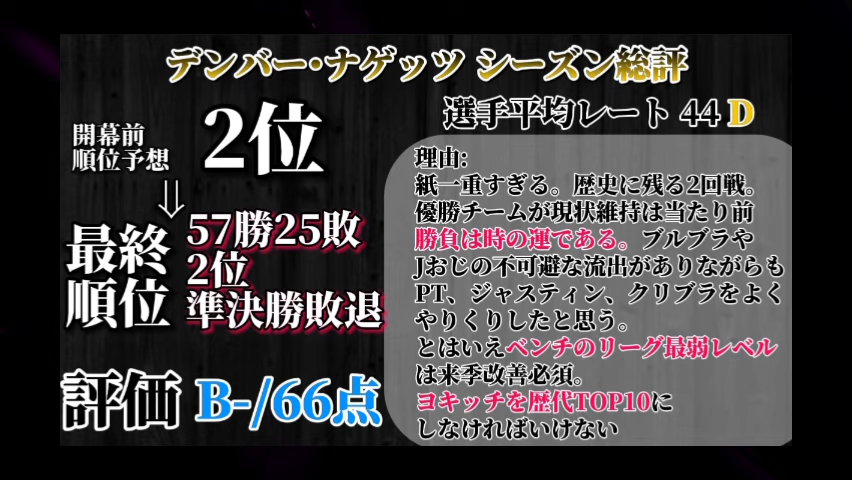 デンバー・ナゲッツ シーズン総評
開幕前
順位予想
2位
⇓
最終
順位
57勝25敗
2位
準決勝敗退
評価 B-/66点
選手平均レート 44 D
理由:
紙一重すぎる。歴史に残る2回戦。
優勝チームが現状維持は当たり前
勝負は時の運である。ブルブラや
Jおじの不可避な流出がありながらも
PT、ジャスティン、クリブラをよく
やりくりしたと思う。
とはいえベンチのリーグ最弱レベル
は来季改善必須。
ヨキッチを歴代TOP10に
しなければいけない